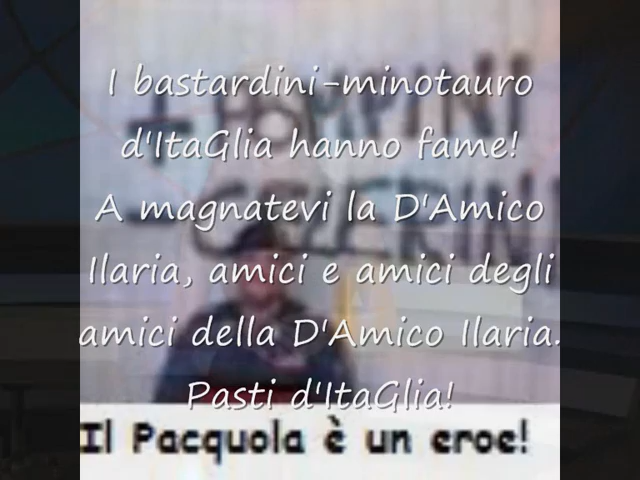 I bastardini-minotauro
d'ItaGlia hanno fame!
A magnatevi la D'Amico
Ilaria, amici e amici degli
amici della D'Amico Ilaria.
Pasti d'ItaGlia!
Il Pacquola è un eroe!